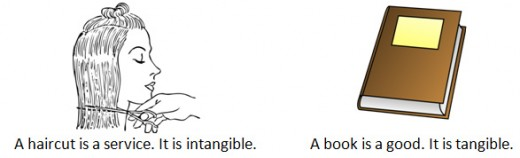 A haircut is a service. It is intangible.
A book is a good. It is tangible.